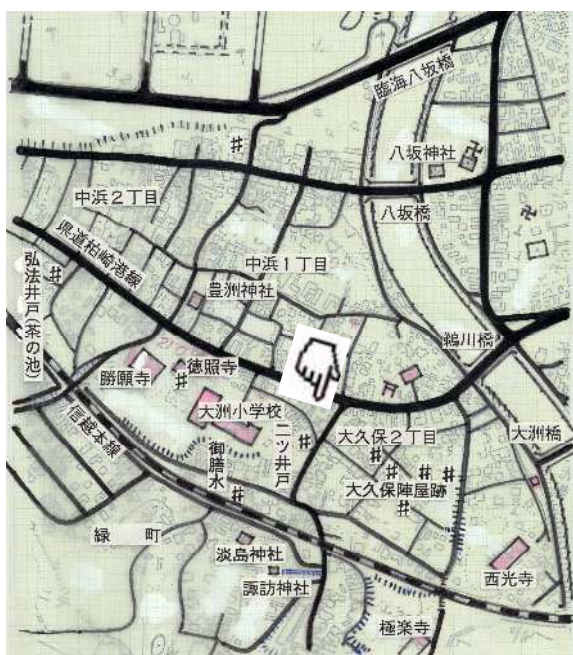 臨海八坂橋
八坂神社
中浜2丁目
八坂橋
県道柏崎港線
中浜1丁目
弘法井戸(茶の池)
豊洲神社
鵜川橋
徳照寺
勝願寺
大洲小学校
大洲橋
二ツ井戸
大久保2丁目
信越本線
御膳水
大久保陣屋跡
緑 町
淡島神社
西光寺
諏訪神社
極楽寺